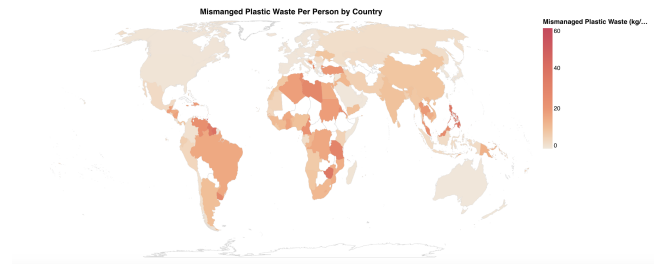 Mismanaged Plastic Waste Per Person by Country
Mismanaged Plastic Waste (kg/...
60
40
20
0